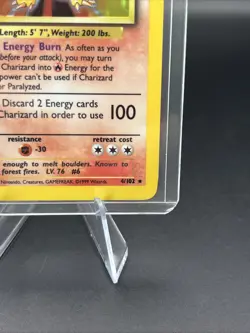 Length: 5' 7", Weight: 200 lbs.
Energy Burn As often as you
before your attack), you may turn
Charizard into Energy for the
power can't be used if Charizard
r Paralyzed.
Discard 2 Energy cards
Charizard in order to use 100
resistance retreat cost
-30
enough to melt boulders. Known to
forest fires. LV. 76 #6
Nintendo, Creatures, GAMEFREAK. ©1999 Wizards. 4/102 ★